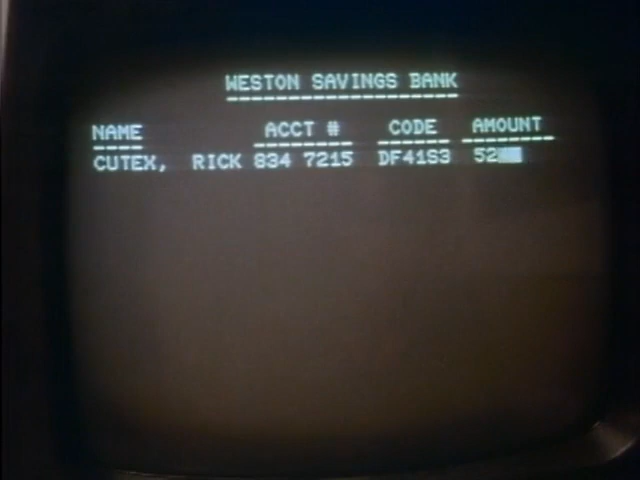 WESTON SAVINGS BANK
NAME ACCT # CODE AMOUNT
CUTEX, RICK 834 7215 DF41S3 52